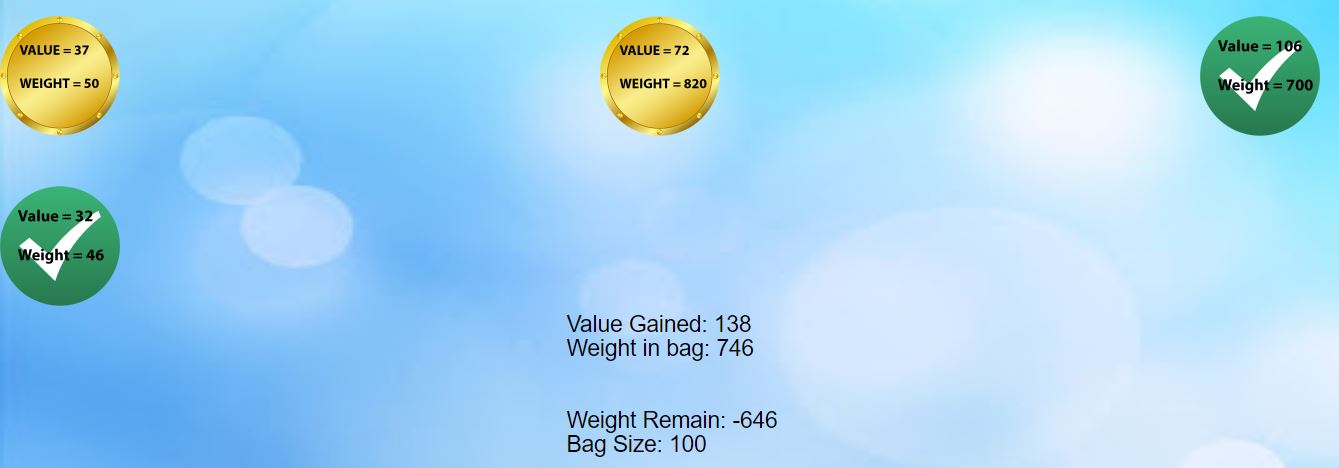 VALUE = 37
WEIGHT = 50
VALUE = 72
WEIGHT = 820
Value = 106
Weight = 700
Value = 32
Weight = 46
Value Gained: 138
Weight in bag: 746
Weight Remain: -646
Bag Size: 100